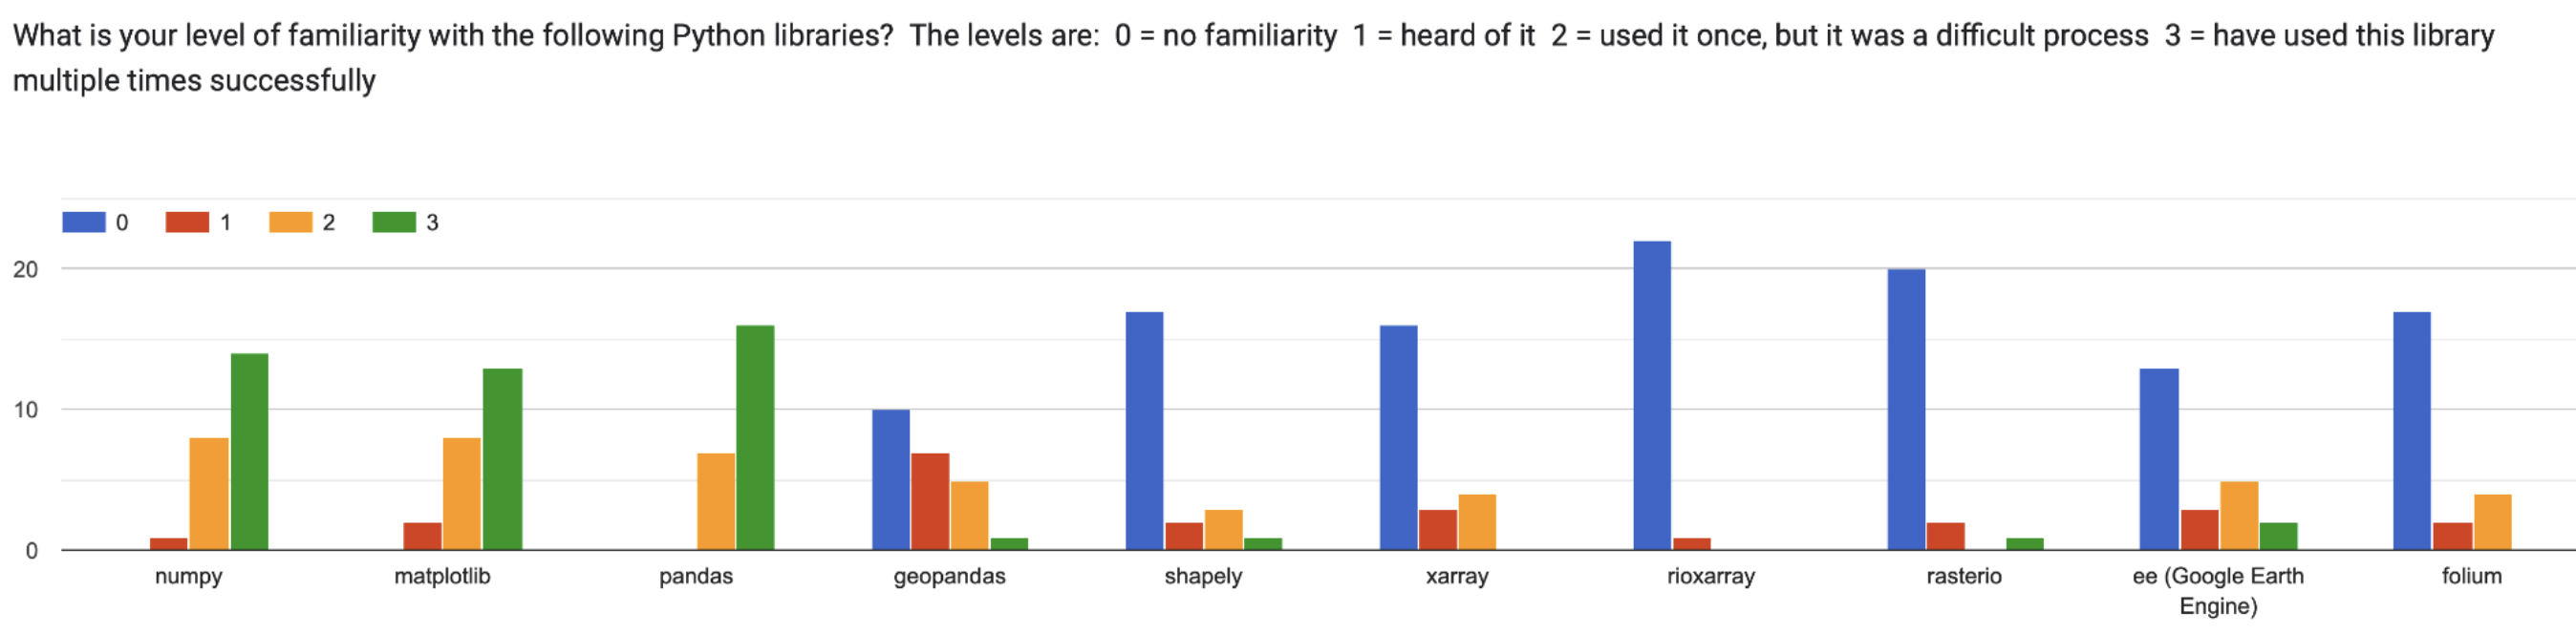 What is your level of familiarity with the following Python libraries?  The levels are:  0 = no familiarity  1 = heard of it  2 = used it once, but it was a difficult process  3 = have used this library
multiple times successfully
0 1 2 3
20
10
0
numpy matplotlib pandas geopandas shapely xarray rioxarray rasterio ee (Google Earth folium
Engine)